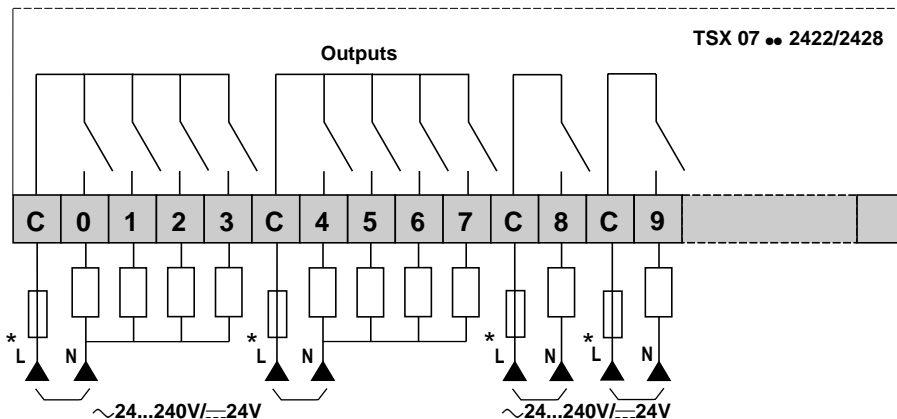 TSX 07 •• 2422/2428
Outputs
C 0 1 2 3 C 4 5 6 7 C 8 C 9
* L N * L N * L N * L N
~24...240V/⎓24V ~24...240V/⎓24V